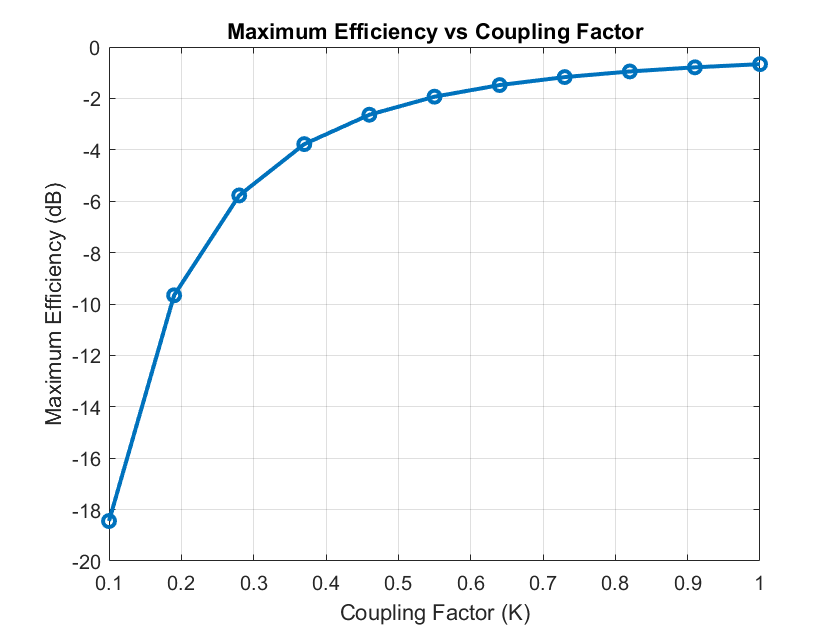 Maximum Efficiency vs Coupling Factor
0
-2
-4
-6
-8
-10
-12
-14
-16
-18
-20
Maximum Efficiency (dB)
0.1 0.2 0.3 0.4 0.5 0.6 0.7 0.8 0.9 1
Coupling Factor (K)